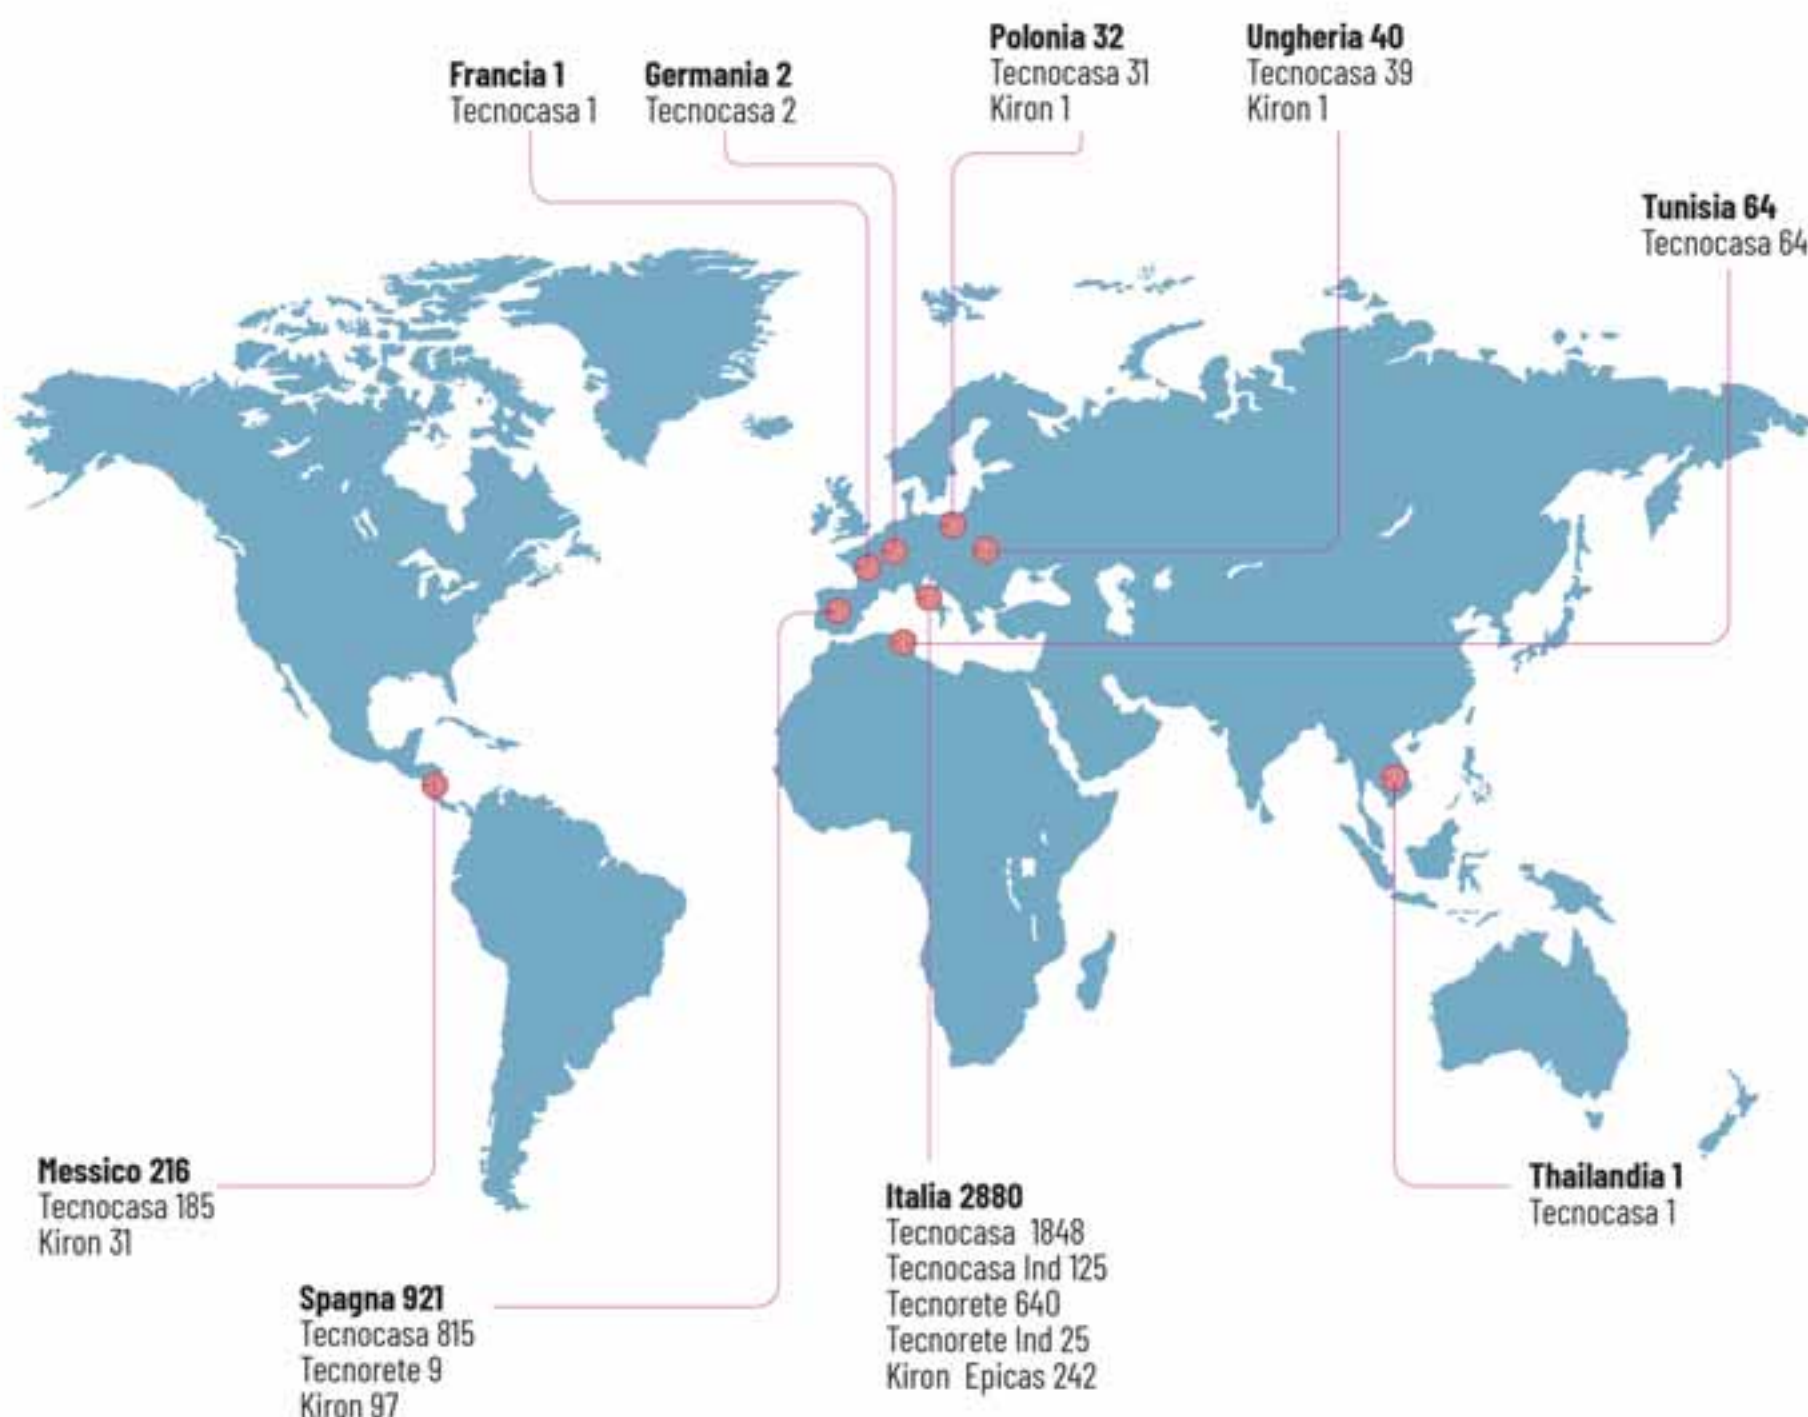 Francia 1
Tecnocasa 1
Germania 2
Tecnocasa 2
Polonia 32
Tecnocasa 31
Kiron 1
Ungheria 40
Tecnocasa 39
Kiron 1
Tunisia 64
Tecnocasa 64
Messico 216
Tecnocasa 185
Kiron 31
Spagna 921
Tecnocasa 815
Tecnorete 9
Kiron 97
Italia 2880
Tecnocasa 1848
Tecnocasa Ind 125
Tecnorete 640
Tecnorete Ind 25
Kiron Epicas 242
Thailandia 1
Tecnocasa 1